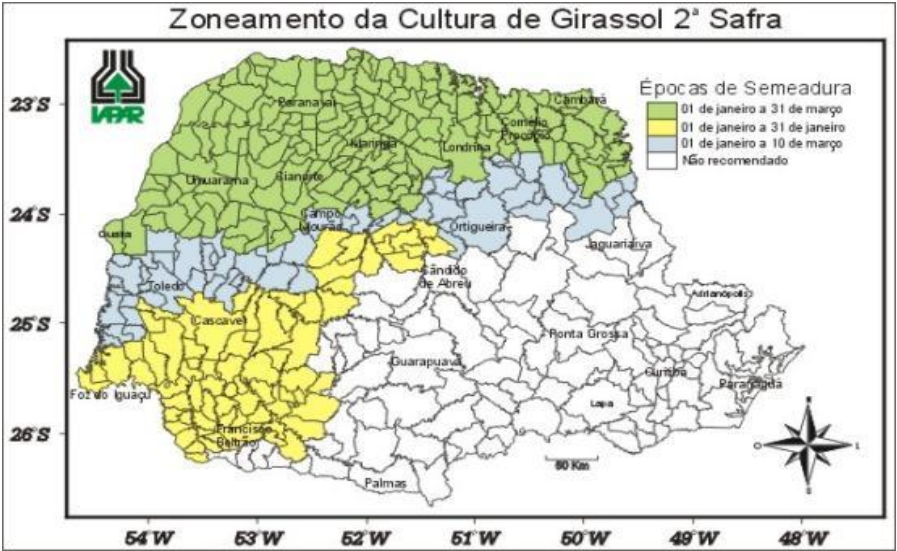 Zoneamento da Cultura de Girassol 2ª Safra
IAPAR
Épocas de Semeadura
01 de janeiro a 31 de março
01 de janeiro a 31 de janeiro
01 de janeiro a 10 de março
Não recomendado
23°S
24°S
25°S
26°S
Paranavaí
Cambará
Cornélio
Procópio
Maringá
Londrina
Umuarama
Cianorte
Campo
Mourão
Guaíra
Ortigueira
Jaguariaíva
Cândido
de Abreu
Toledo
Adrianópolis
Cascavel
Ponta Grossa
Guarapuava
Curitiba
Paranaguá
Foz do Iguaçu
Lapa
Francisco
Beltrão
Palmas
60 Km
N
O
L
S
54°W
53°W
52°W
51°W
50°W
49°W
48°W